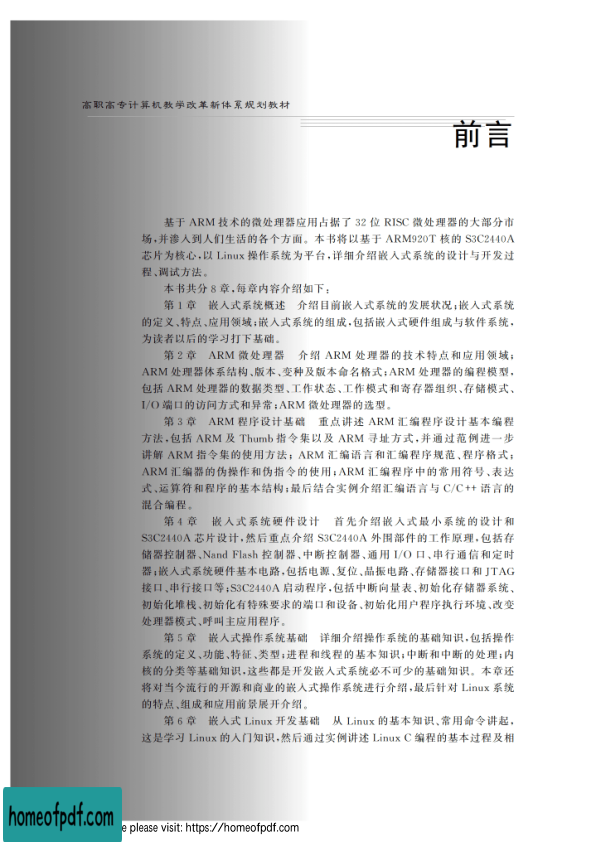 高职高专计算机教学改革新体系规划教材
前言
基于 ARM 技术的微处理器应用占据了 32 位 RISC 微处理器的大部分市
场,并渗入到人们生活的各个方面。本书将以基于 ARM920T 核的 S3C2440A
芯片为核心,以 Linux 操作系统为平台,详细介绍嵌入式系统的设计与开发过
程、调试方法。
本书共分 8 章,每章内容介绍如下:
第 1 章 嵌入式系统概述 介绍目前嵌入式系统的发展状况;嵌入式系统
的定义、特点、应用领域;嵌入式系统的组成,包括嵌入式硬件组成与软件系统,
为读者以后的学习打下基础。
第 2 章 ARM 微处理器 介绍 ARM 处理器的技术特点和应用领域;
ARM 处理器体系结构、版本、变种及版本命名格式;ARM 处理器的编程模型,
包括 ARM 处理器的数据类型、工作状态、工作模式和寄存器组织、存储模式、
I/O 端口的访问方式和异常;ARM 微处理器的选型。
第 3 章 ARM 程序设计基础 重点讲述 ARM 汇编程序设计基本编程
方法,包括 ARM 及 Thumb 指令集以及 ARM 寻址方式,并通过范例进一步
讲解 ARM 指令集的使用方法; ARM 汇编语言和汇编程序规范、程序格式;
ARM 汇编器的伪操作和伪指令的使用;ARM 汇编程序中的常用符号、表达
式、运算符和程序的基本结构;最后结合实例介绍汇编语言与 C/C++ 语言的
混合编程。
第 4 章 嵌入式系统硬件设计 首先介绍嵌入式最小系统的设计和
S3C2440A 芯片设计,然后重点介绍 S3C2440A 外围部件的工作原理,包括存
储器控制器、Nand Flash 控制器、中断控制器、通用 I/O 口、串行通信和定时
器;嵌入式系统硬件基本电路,包括电源、复位、晶振电路、存储器接口和 JTAG
接口、串行接口等;S3C2440A 启动程序,包括中断向量表、初始化存储器系统、
初始化堆栈、初始化有特殊要求的端口和设备、初始化用户程序执行环境、改变
处理器模式、呼叫主应用程序。
第 5 章 嵌入式操作系统基础 详细介绍操作系统的基础知识,包括操作
系统的定义、功能、特征、类型;进程和线程的基本知识;中断和中断的处理;内
核的分类等基础知识,这些都是开发嵌入式系统必不可少的基础知识。本章还
将对当今流行的开源和商业的嵌入式操作系统进行介绍,最后针对 Linux 系统
的特点、组成和应用前景展开介绍。
第 6 章 嵌入式 Linux 开发基础 从 Linux 的基本知识、常用命令讲起,
这是学习 Linux 的入门知识,然后通过实例讲述 Linux C 编程的基本过程及相
homeofpdf.com
e please visit: https://homeofpdf.com